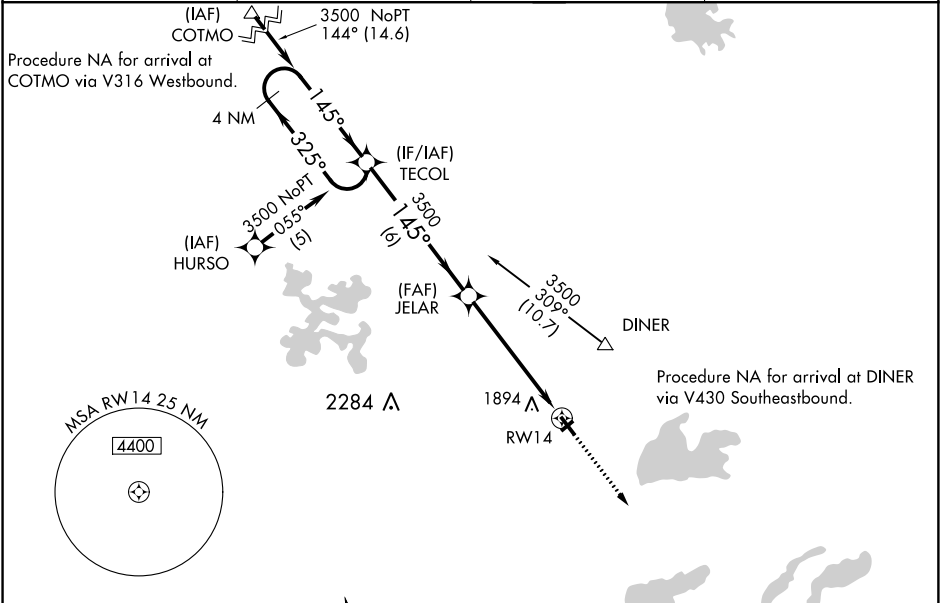 (IAF)
COTMO
3500 NoPT
144° (14.6)
Procedure NA for arrival at
COTMO via V316 Westbound.
4 NM
145°
325°
(IF/IAF)
TECOL
3500 NoPT
055°
(5)
(IAF)
HURSO
3500
145°
(6)
(FAF)
JELAR
3500
309°
(10.7)
DINER
Procedure NA for arrival at DINER
via V430 Southeastbound.
2284
1894
RW14
MSA RW14 25 NM
4400